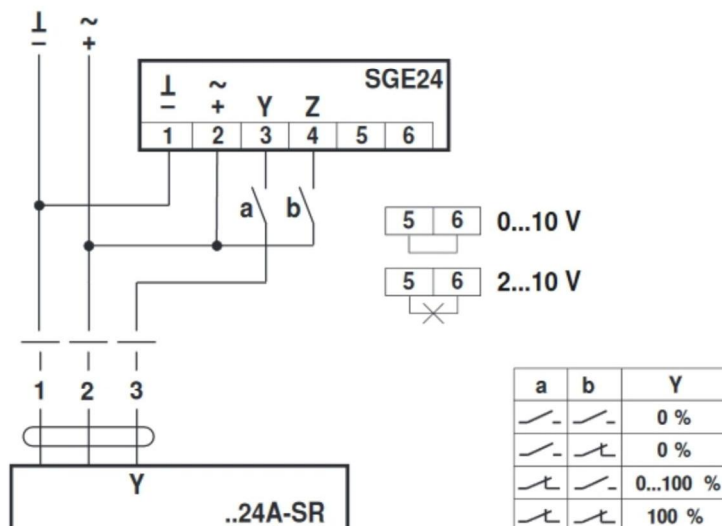 ⊥ ~
− +
SGE24
⊥ ~ Y Z
− +
1 2 3 4 5 6
a b
5 6 0...10 V
5 6 2...10 V
1 2 3
Y
..24A-SR
a b Y
0 %
0 %
0...100 %
100 %